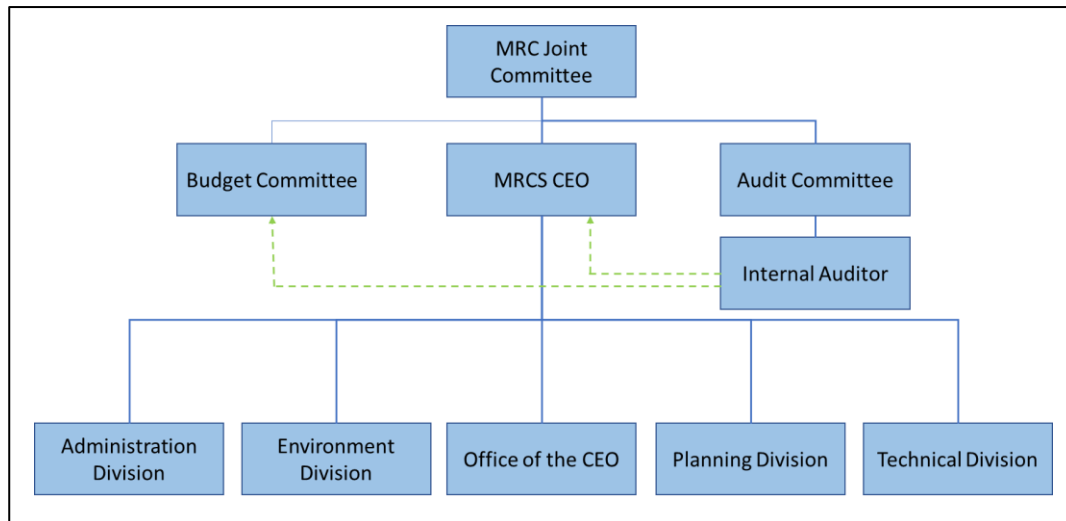 MRC Joint
Committee
Budget Committee
MRCS CEO
Audit Committee
Internal Auditor
Administration
Division
Environment
Division
Office of the CEO
Planning Division
Technical Division